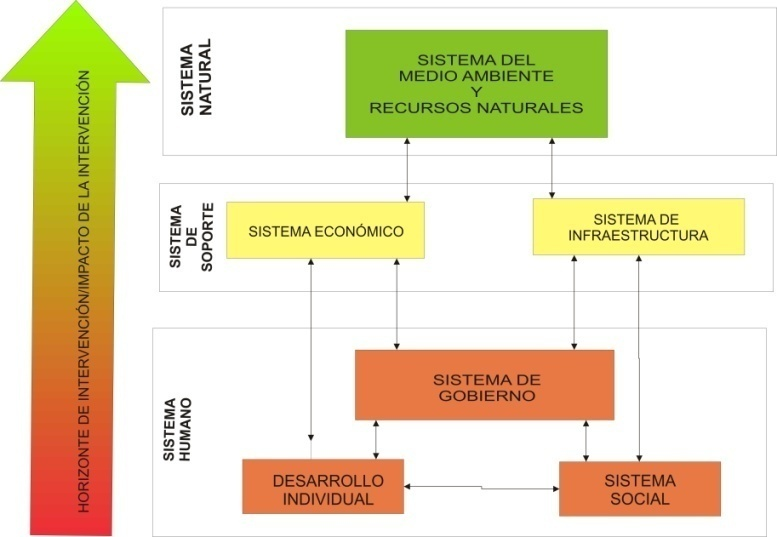 HORIZONTE DE INTERVENCIÓN/IMPACTO DE LA INTERVENCIÓN
SISTEMA
NATURAL
SISTEMA DEL
MEDIO AMBIENTE
Y
RECURSOS NATURALES
SISTEMA
DE
SOPORTE
SISTEMA ECONÓMICO
SISTEMA DE
INFRAESTRUCTURA
SISTEMA
HUMANO
SISTEMA DE
GOBIERNO
DESARROLLO
INDIVIDUAL
SISTEMA
SOCIAL